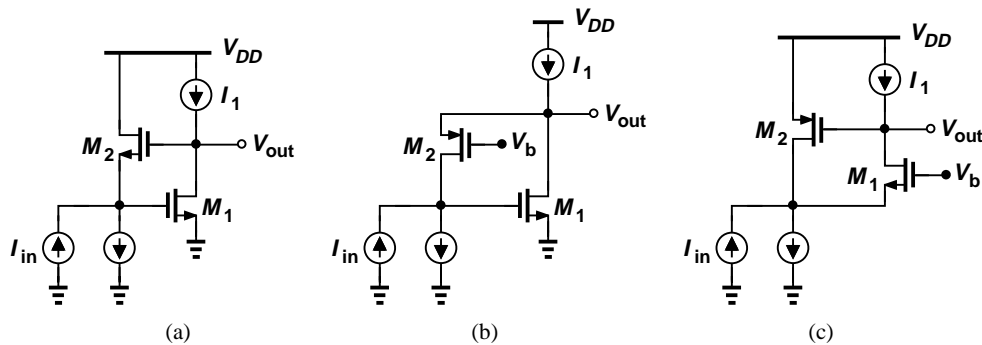 V_DD
I_1
M_2
V_out
M_1
I_in
(a)
V_DD
I_1
V_out
M_2
V_b
M_1
I_in
(b)
V_DD
I_1
M_2
V_out
M_1
V_b
I_in
(c)